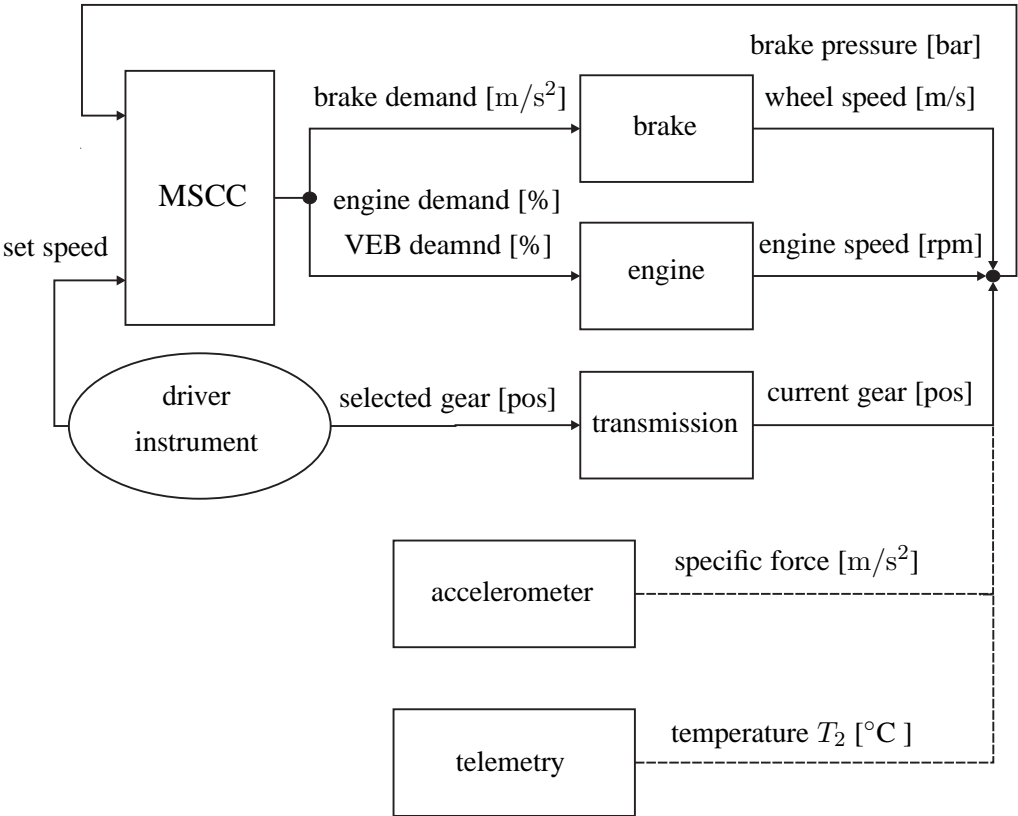 brake pressure [bar]
brake demand [m/s²]
wheel speed [m/s]
brake
MSCC
engine demand [%]
VEB deamnd [%]
set speed
engine speed [rpm]
engine
driver
instrument
selected gear [pos]
current gear [pos]
transmission
specific force [m/s²]
accelerometer
temperature T₂ [°C ]
telemetry